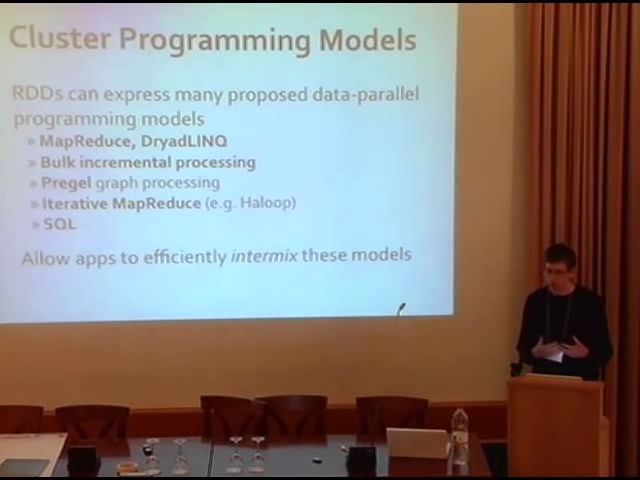 Cluster Programming Models
RDDs can express many proposed data-parallel
programming models
» MapReduce, DryadLINQ
» Bulk incremental processing
» Pregel graph processing
» Iterative MapReduce (e.g. Haloop)
» SQL
Allow apps to efficiently intermix these models